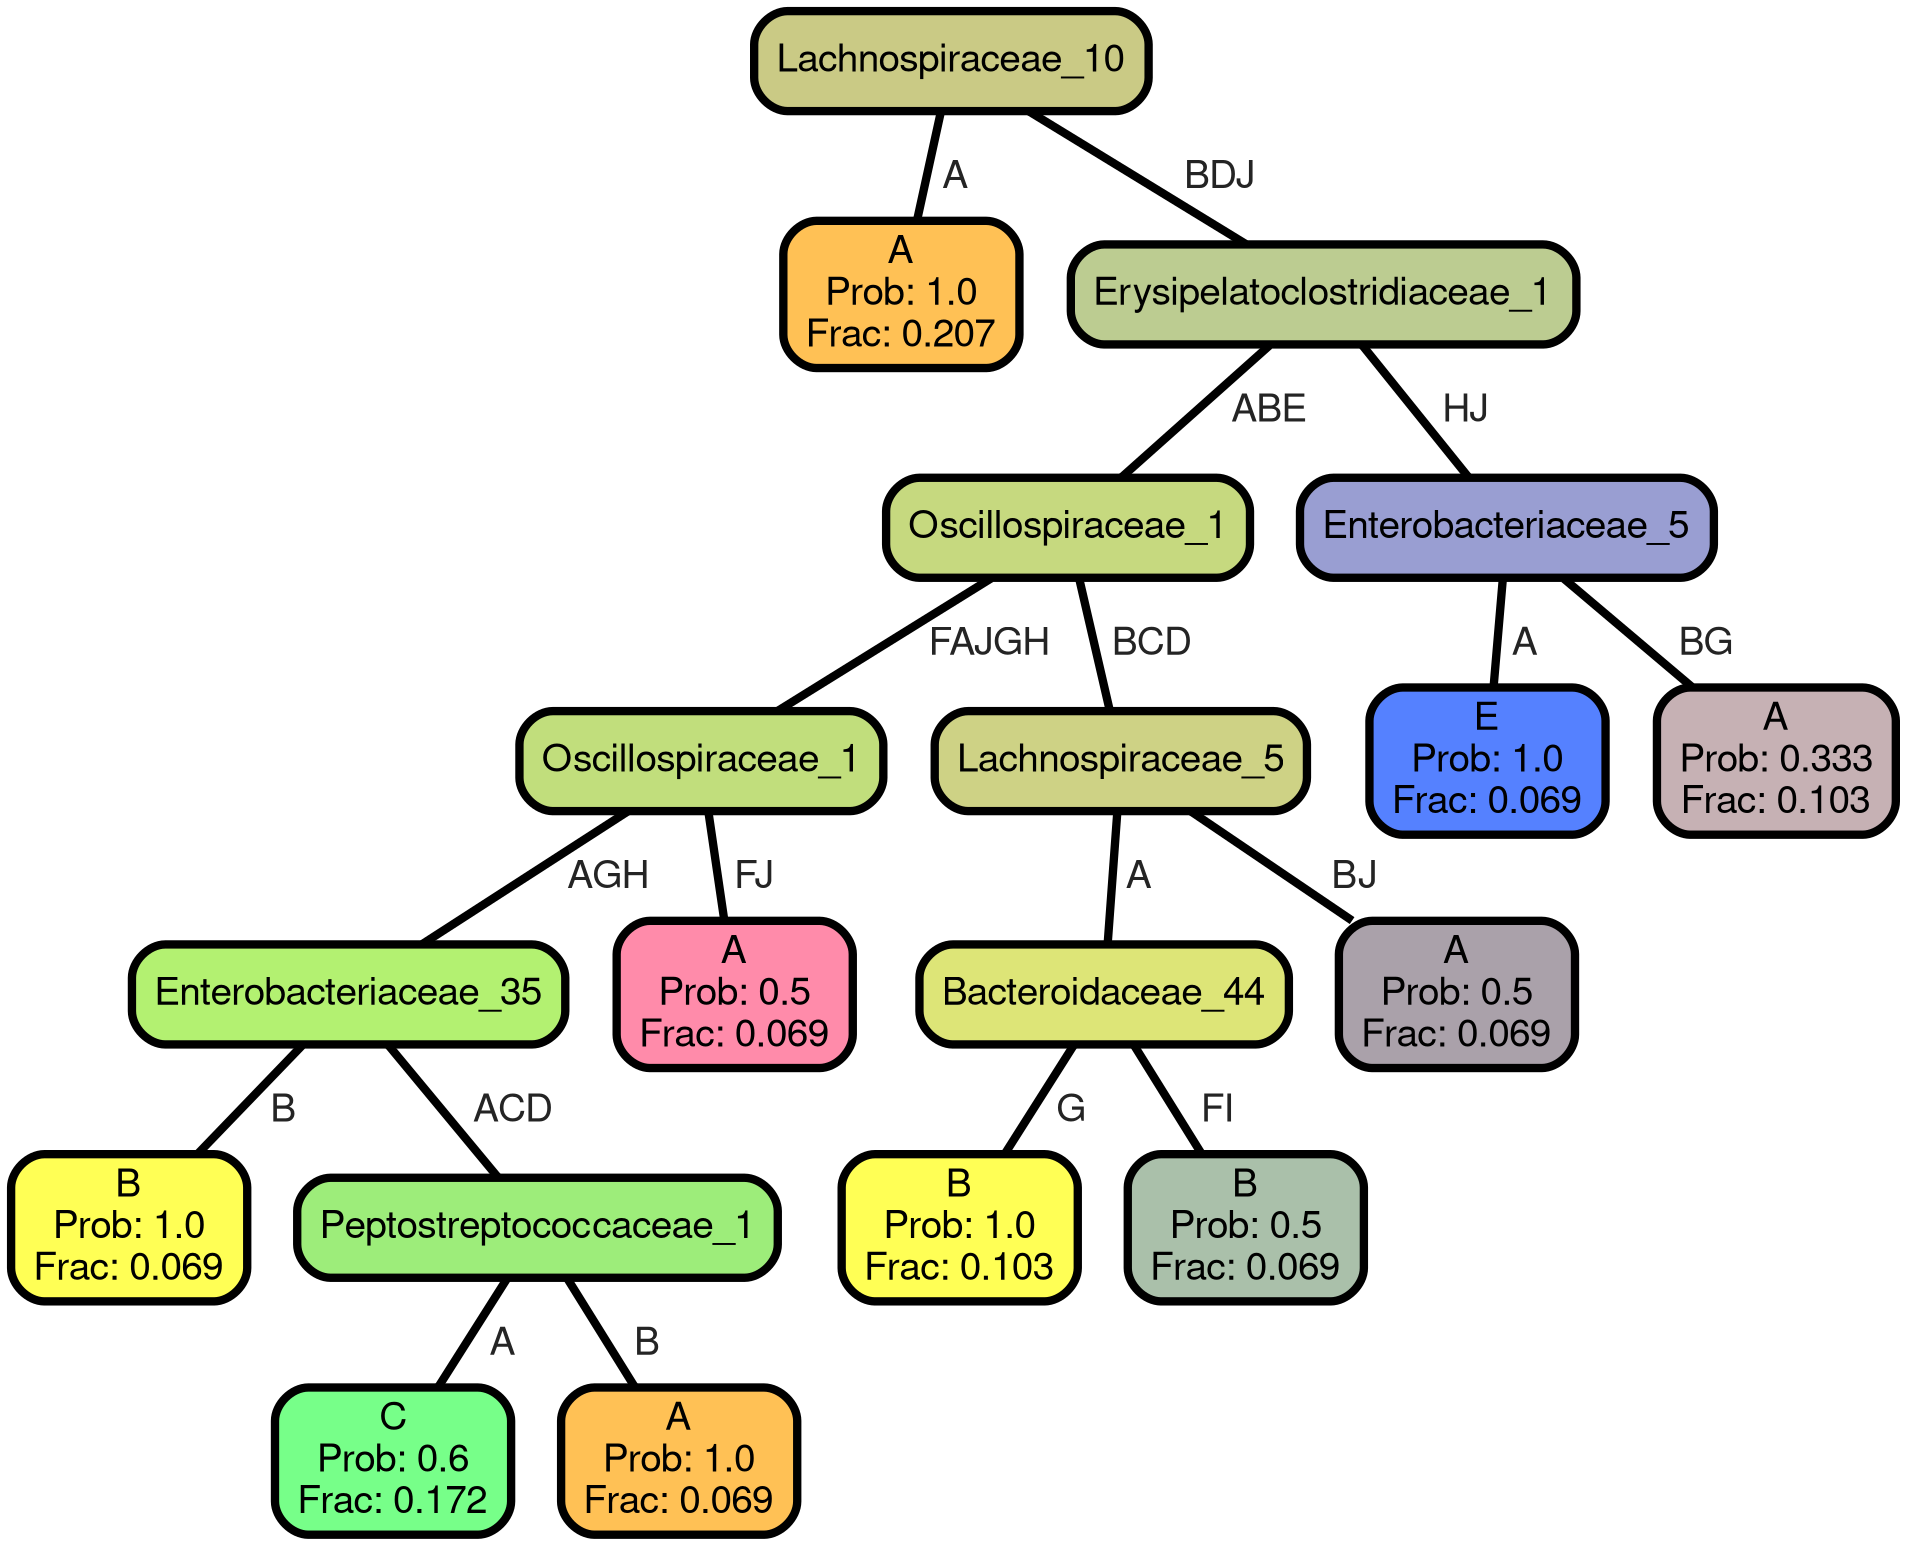 Lachnospiraceae_10
A
BDJ
A
Prob: 1.0
Frac: 0.207
Erysipelatoclostridiaceae_1
ABE
HJ
Oscillospiraceae_1
Enterobacteriaceae_5
FAJGH
BCD
A
BG
Oscillospiraceae_1
Lachnospiraceae_5
E
Prob: 1.0
Frac: 0.069
A
Prob: 0.333
Frac: 0.103
AGH
FJ
A
BJ
Enterobacteriaceae_35
A
Prob: 0.5
Frac: 0.069
Bacteroidaceae_44
A
Prob: 0.5
Frac: 0.069
B
ACD
G
FI
B
Prob: 1.0
Frac: 0.069
Peptostreptococcaceae_1
B
Prob: 1.0
Frac: 0.103
B
Prob: 0.5
Frac: 0.069
A
B
C
Prob: 0.6
Frac: 0.172
A
Prob: 1.0
Frac: 0.069